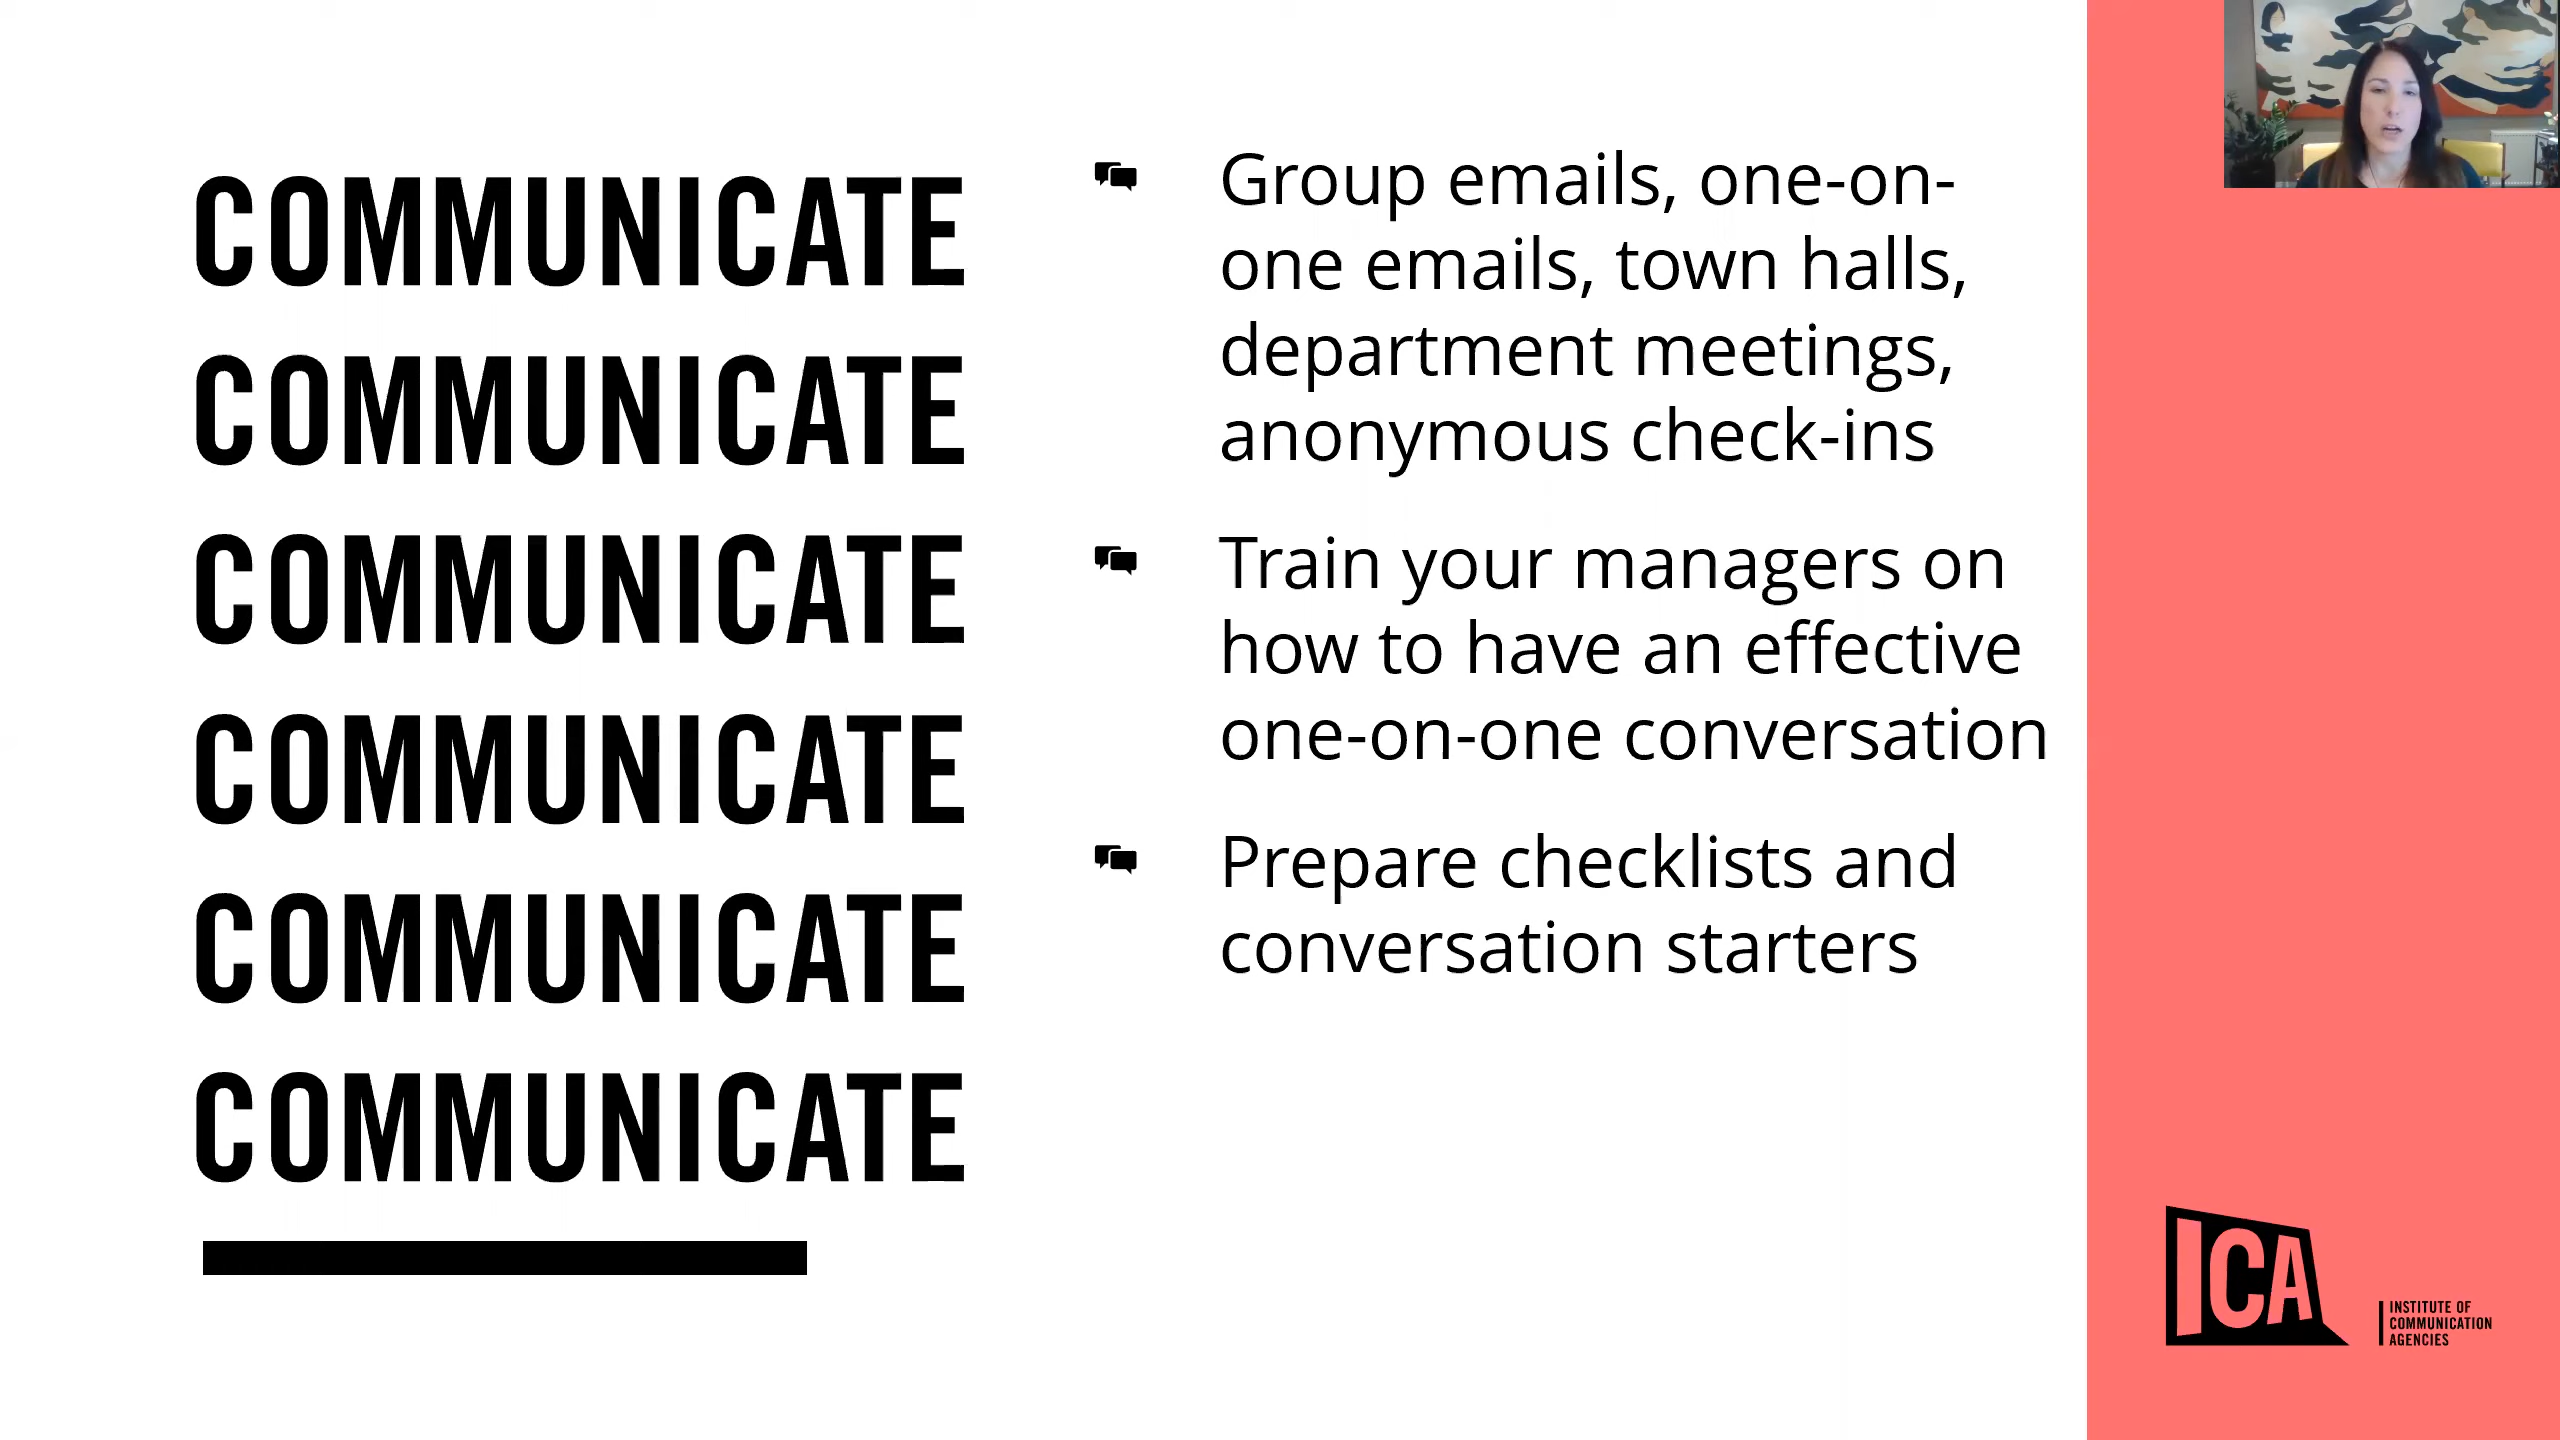 COMMUNICATE
COMMUNICATE
COMMUNICATE
COMMUNICATE
COMMUNICATE
COMMUNICATE
Group emails, one-on-
one emails, town halls,
department meetings,
anonymous check-ins
Train your managers on
how to have an effective
one-on-one conversation
Prepare checklists and
conversation starters
ICA
INSTITUTE OF
COMMUNICATION
AGENCIES